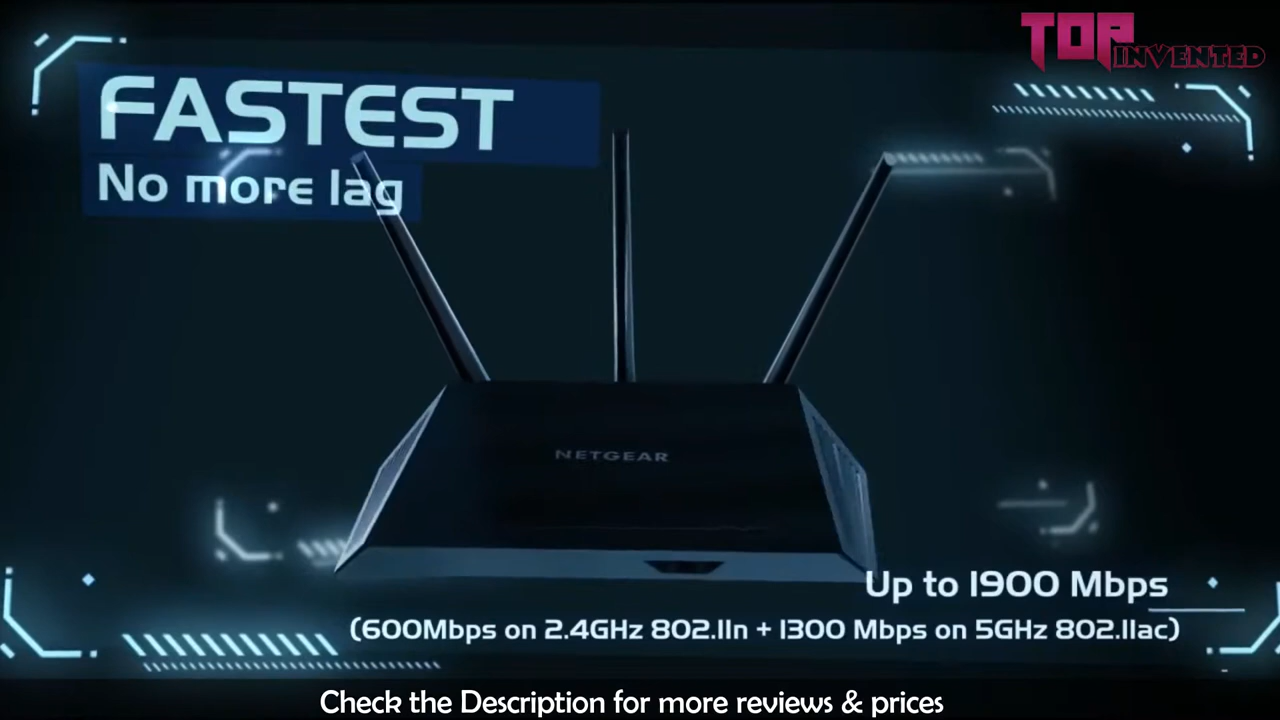 TOP
INVENTED
FASTEST
No more lag
NETGEAR
Up to 1900 Mbps
(600Mbps on 2.4GHz 802.11n + 1300 Mbps on 5GHz 802.11ac)
Check the Description for more reviews & prices